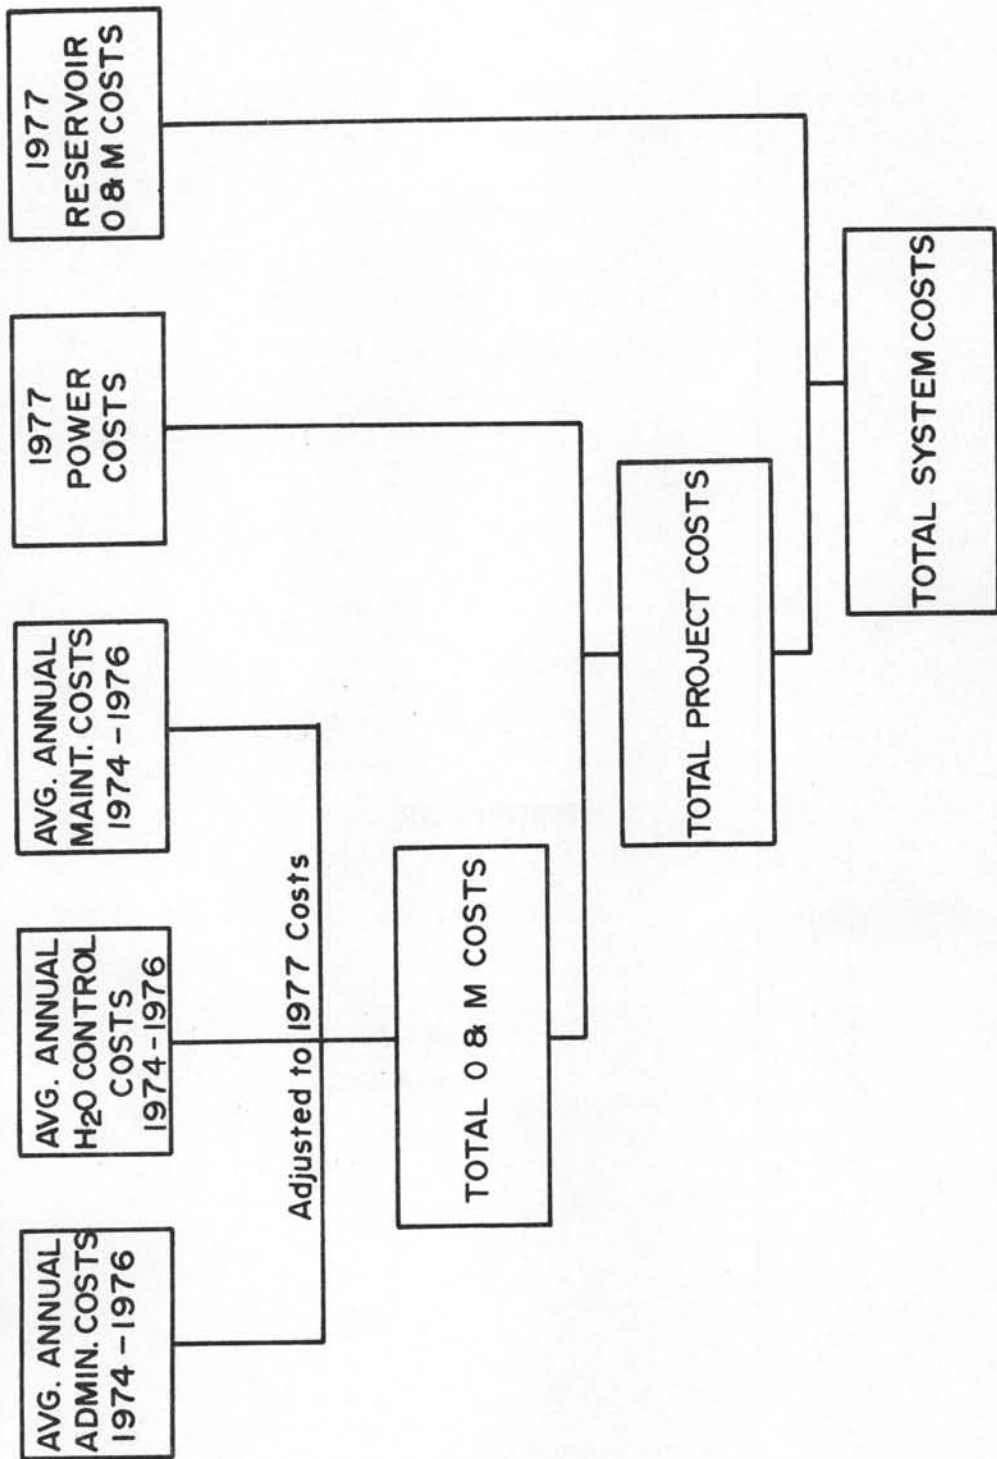 AVG. ANNUAL
ADMIN. COSTS
1974-1976
AVG. ANNUAL
H2O CONTROL
COSTS
1974-1976
AVG. ANNUAL
MAINT. COSTS
1974-1976
1977
POWER
COSTS
1977
RESERVOIR
O & M COSTS
Adjusted to 1977 Costs
TOTAL O & M COSTS
TOTAL PROJECT COSTS
TOTAL SYSTEM COSTS